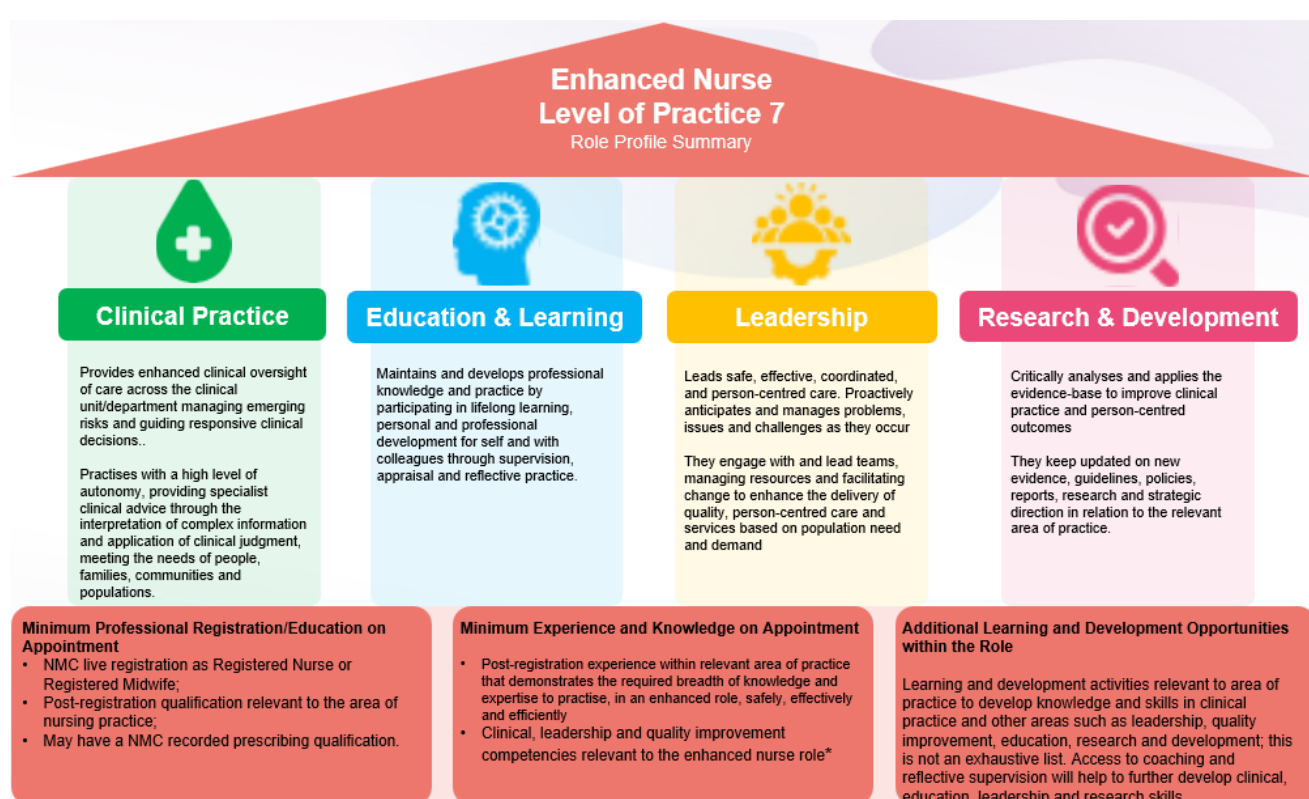 Enhanced Nurse
Level of Practice 7
Role Profile Summary
Clinical Practice
Provides enhanced clinical oversight
of care across the clinical
unit/department managing emerging
risks and guiding responsive clinical
decisions..
Practises with a high level of
autonomy, providing specialist
clinical advice through the
interpretation of complex information
and application of clinical judgment,
meeting the needs of people,
families, communities and
populations.
Education & Learning
Maintains and develops professional
knowledge and practice by
participating in lifelong learning,
personal and professional
development for self and with
colleagues through supervision,
appraisal and reflective practice.
Leadership
Leads safe, effective, coordinated,
and person-centred care. Proactively
anticipates and manages problems,
issues and challenges as they occur
They engage with and lead teams,
managing resources and facilitating
change to enhance the delivery of
quality, person-centred care and
services based on population need
and demand
Research & Development
Critically analyses and applies the
evidence-base to improve clinical
practice and person-centred
outcomes
They keep updated on new
evidence, guidelines, policies,
reports, research and strategic
direction in relation to the relevant
area of practice.
Minimum Professional Registration/Education on
Appointment
• NMC live registration as Registered Nurse or
Registered Midwife;
• Post-registration qualification relevant to the area of
nursing practice;
• May have a NMC recorded prescribing qualification.
Minimum Experience and Knowledge on Appointment
• Post-registration experience within relevant area of practice
that demonstrates the required breadth of knowledge and
expertise to practise, in an enhanced role, safely, effectively
and efficiently
• Clinical, leadership and quality improvement
competencies relevant to the enhanced nurse role*
Additional Learning and Development Opportunities
within the Role
Learning and development activities relevant to area of
practice to develop knowledge and skills in clinical
practice and other areas such as leadership, quality
improvement, education, research and development; this
is not an exhaustive list. Access to coaching and
reflective supervision will help to further develop clinical,
education, leadership and research skills